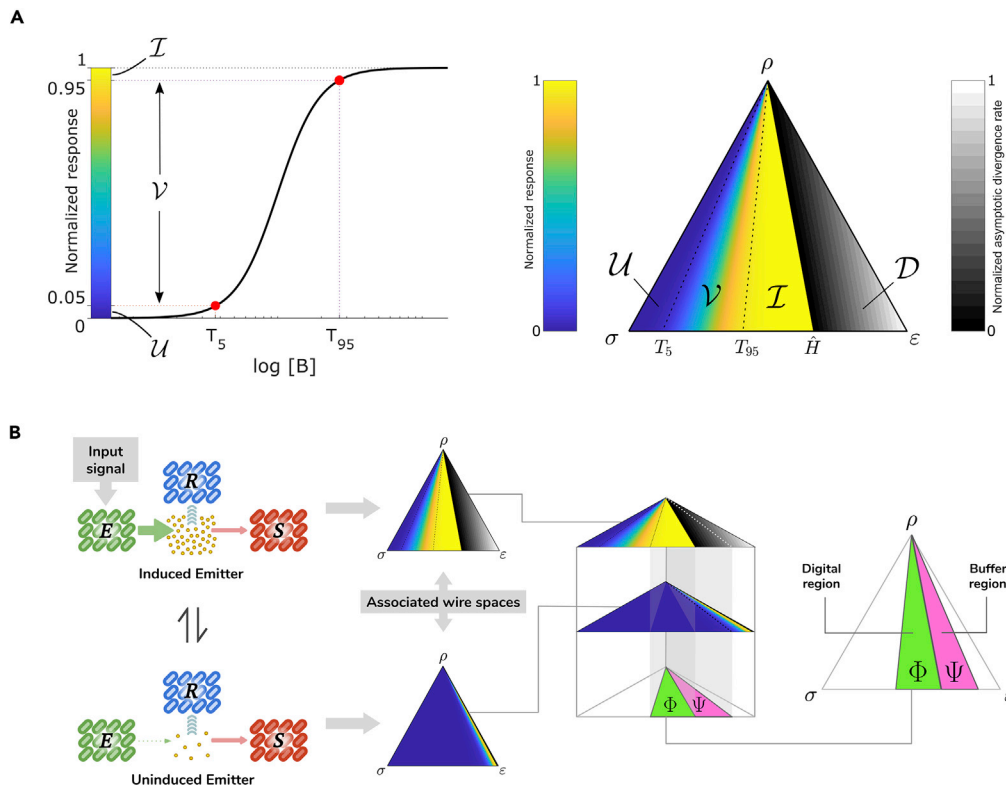 A
1
0.95
0.05
0
Normalized response
I
V
U
T5
T95
log [B]
1
0
Normalized response
ρ
U
V
I
D
σ
T5
T95
Ĥ
ε
1
0
Normalized asymptotic divergence rate
B
Input
signal
R
E
S
Induced Emitter
R
E
S
Uninduced Emitter
ρ
σ
ε
Associated wire spaces
ρ
σ
ε
Φ
Ψ
ρ
Digital
region
Buffer
region
Φ
Ψ
σ